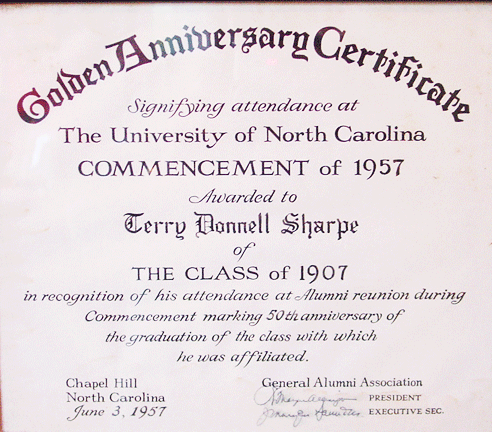 Golden Anniversary Certificate
Signifying attendance at
The University of North Carolina
COMMENCEMENT of 1957
Awarded to
Terry Donnell Sharpe
of
THE CLASS of 1907
in recognition of his attendance at Alumni reunion during
Commencement marking 50th anniversary of
the graduation of the class with which
he was affiliated.
Chapel Hill
North Carolina
June 3, 1957
General Alumni Association
PRESIDENT
EXECUTIVE SEC.